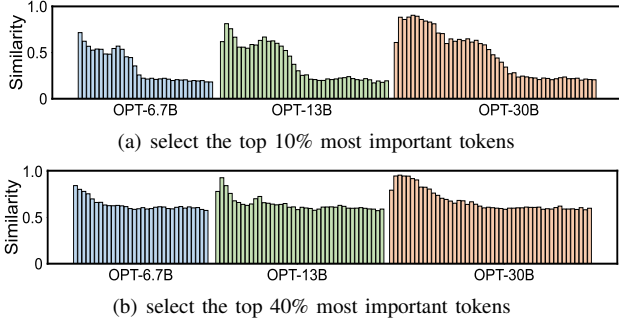 1.0
0.5
0
Similarity
OPT-6.7B OPT-13B OPT-30B
(a) select the top 10% most important tokens
1.0
0.5
0
Similarity
OPT-6.7B OPT-13B OPT-30B
(b) select the top 40% most important tokens